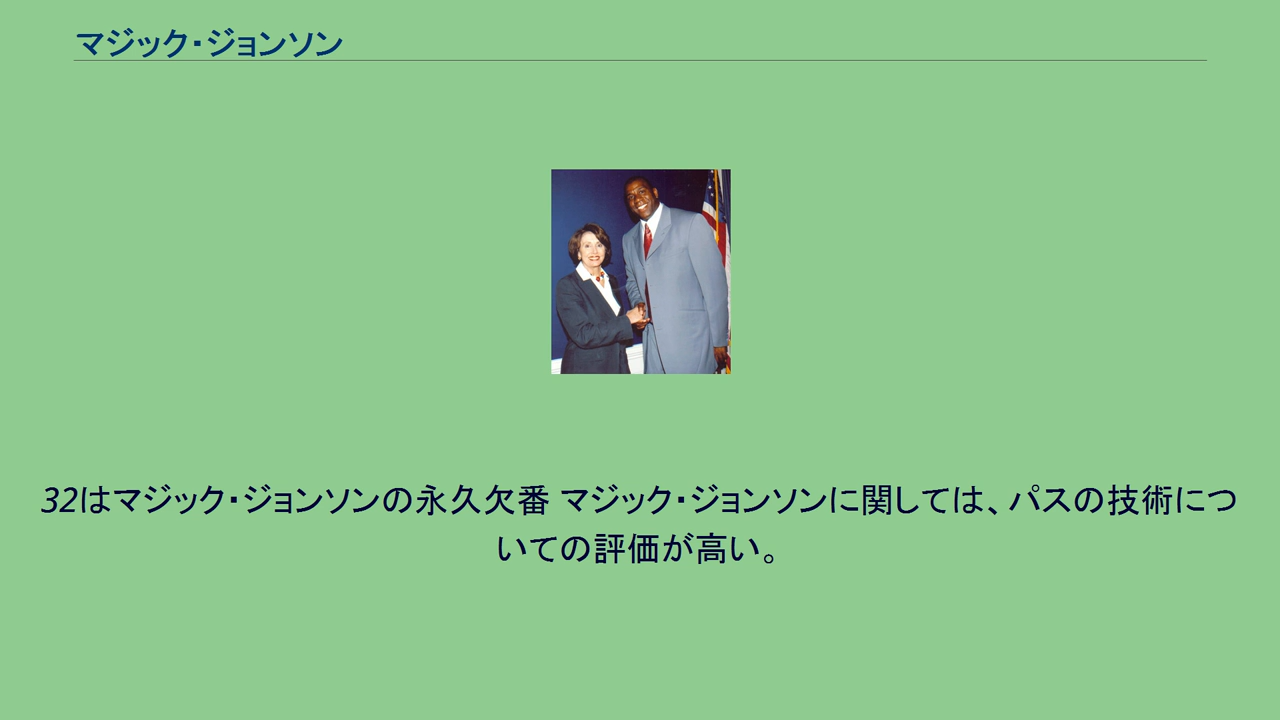 マジック・ジョンソン
32はマジック・ジョンソンの永久欠番 マジック・ジョンソンに関しては、パスの技術につ
いての評価が高い。